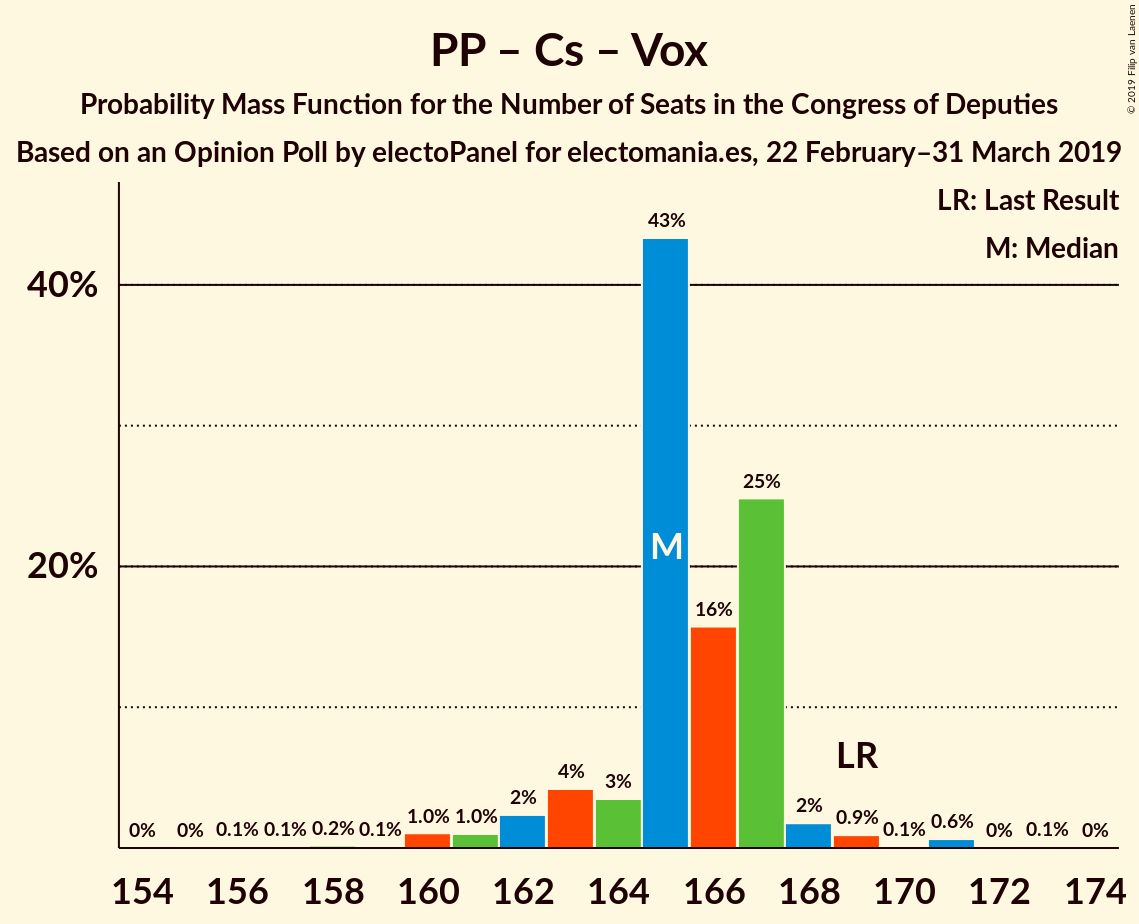 PP – Cs – Vox
Probability Mass Function for the Number of Seats in the Congress of Deputies
Based on an Opinion Poll by electoPanel for electomania.es, 22 February–31 March 2019
© 2019 Filip van Laenen
LR: Last Result
M: Median
43%
40%
25%
M
20%
16%
LR
4%
3%
2%
2%
0% 0% 0.1% 0.1% 0.2% 0.1% 1.0% 1.0% 0.9% 0.1% 0.6% 0% 0.1% 0%
154 156 158 160 162 164 166 168 170 172 174